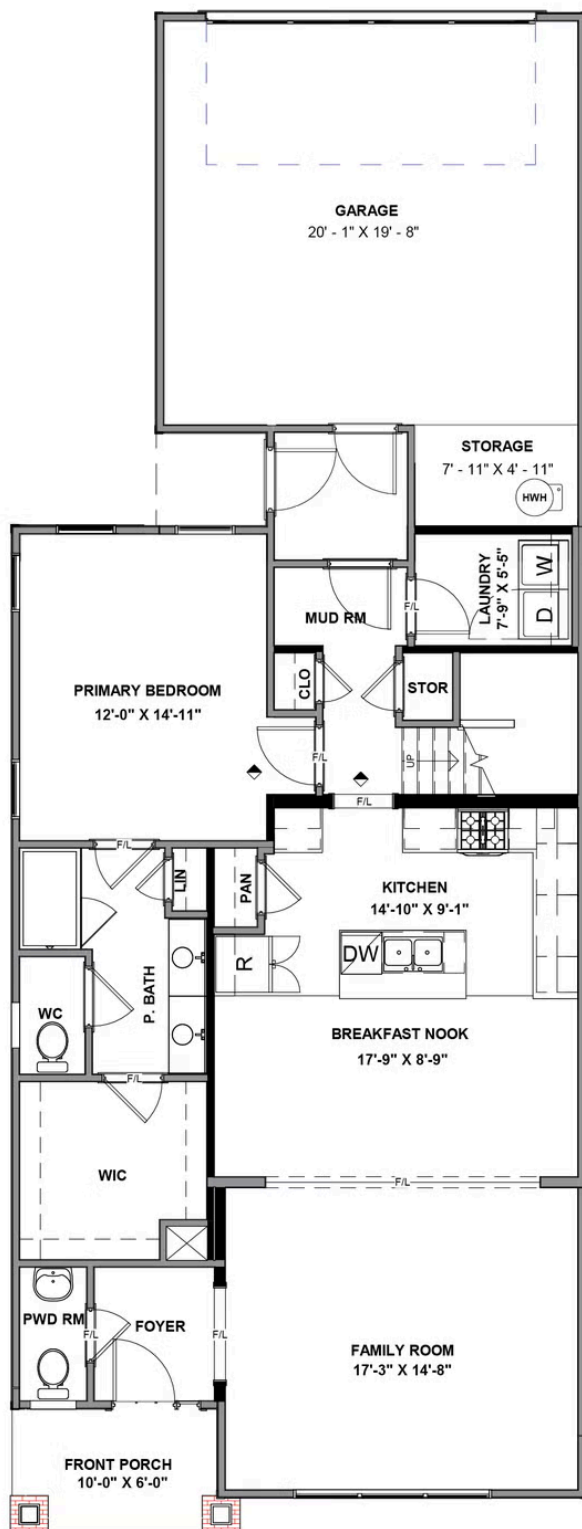 GARAGE
20' - 1" X 19' - 8"
STORAGE
7' - 11" X 4' - 11"
HWH
LAUNDRY
7'-9" X 5'-5"
W
D
MUD RM
F/L
CLO
STOR
PRIMARY BEDROOM
12'-0" X 14'-11"
F/L
UP
F/L
F/L
LIN
PAN
KITCHEN
14'-10" X 9'-1"
R
DW
WC
P. BATH
BREAKFAST NOOK
17'-9" X 8'-9"
F/L
WIC
F/L
PWD RM
F/L
FOYER
F/L
FAMILY ROOM
17'-3" X 14'-8"
FRONT PORCH
10'-0" X 6'-0"